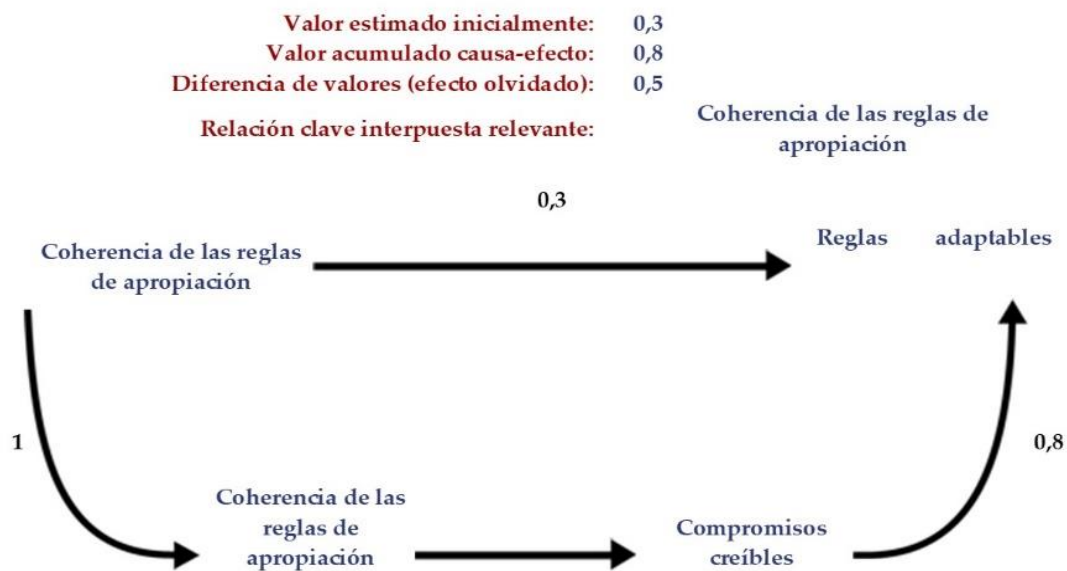 Valor estimado inicialmente: 0,3
Valor acumulado causa-efecto: 0,8
Diferencia de valores (efecto olvidado): 0,5
Relación clave interpuesta relevante:
Coherencia de las reglas de
apropiación
0,3
Coherencia de las reglas
de apropiación
Reglas adaptables
1
0,8
Coherencia de las
reglas de
apropiación
Compromisos
creíbles